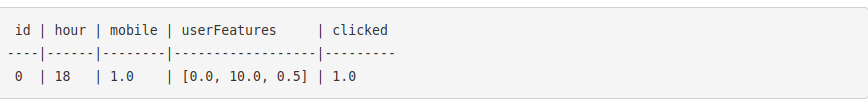 id | hour | mobile | userFeatures     | clicked
----|------|--------|------------------|---------
 0  | 18   | 1.0    | [0.0, 10.0, 0.5] | 1.0